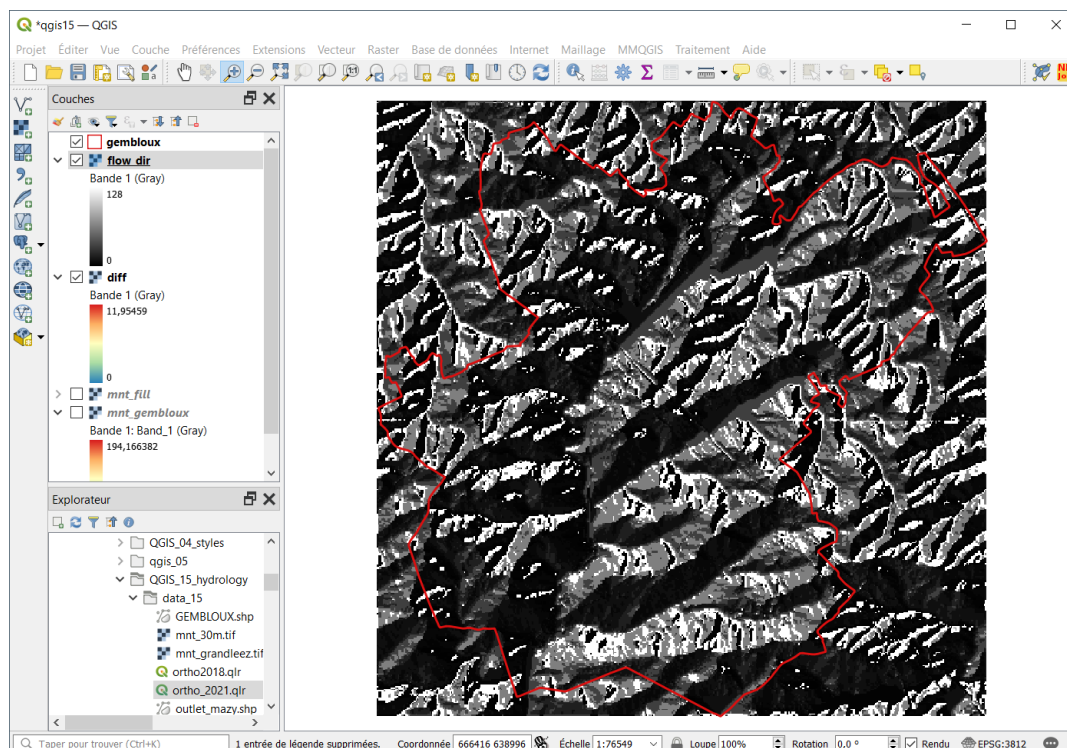 *qgis15 — QGIS
Projet Éditer Vue Couche Préférences Extensions Vecteur Raster Base de données Internet Maillage MMQGIS Traitement Aide
Couches
gembloux
flow_dir
Bande 1 (Gray)
128
0
diff
Bande 1 (Gray)
11,95459
0
mnt_fill
mnt_gembloux
Bande 1: Band_1 (Gray)
194,166382
Explorateur
QGIS_04_styles
qgis_05
QGIS_15_hydrology
data_15
GEMBLOUX.shp
mnt_30m.tif
mnt_grandleez.tif
ortho2018.qlr
ortho_2021.qlr
outlet_mazy.shp
Taper pour trouver (Ctrl+K) 1 entrée de légende supprimées. Coordonnée 666416 638996 Échelle 1:76549 Loupe 100% Rotation 0,0 ° Rendu EPSG:3812